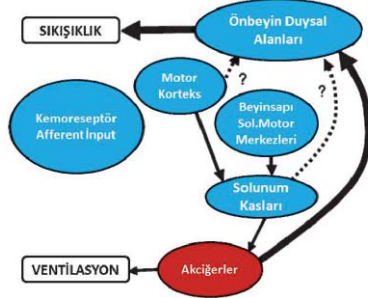 SIKIŞIKLIK
Önbeyin Duysal
Alanları
Motor
Korteks
?
?
Kemoreseptör
Afferent İnput
Beyinsapı
Sol.Motor
Merkezleri
Solunum
Kasları
VENTİLASYON
Akciğerler